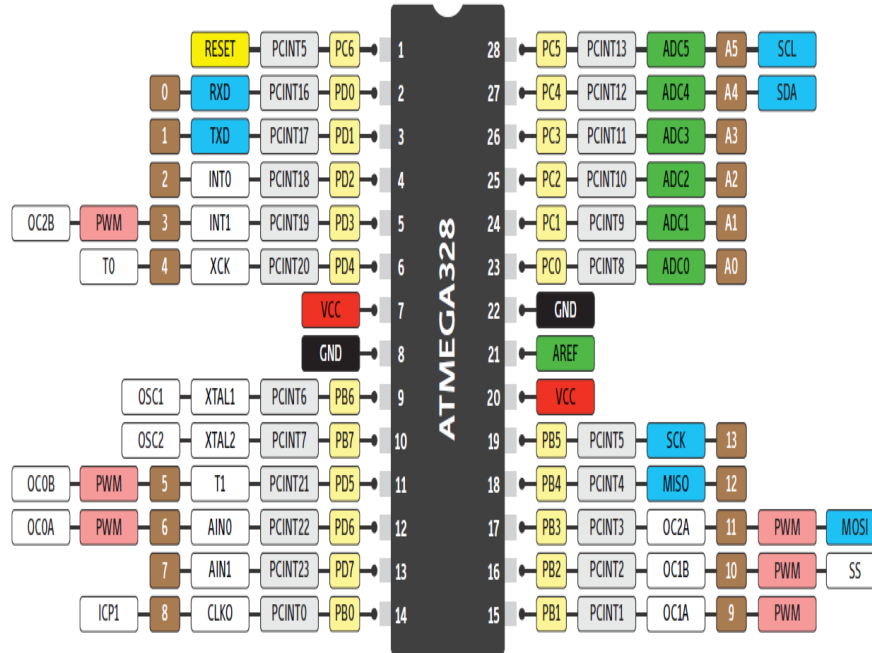 RESET PCINT5 PC6 1 28 PC5 PCINT13 ADC5 A5 SCL
0 RXD PCINT16 PD0 2 27 PC4 PCINT12 ADC4 A4 SDA
1 TXD PCINT17 PD1 3 26 PC3 PCINT11 ADC3 A3
2 INT0 PCINT18 PD2 4 25 PC2 PCINT10 ADC2 A2
OC2B PWM 3 INT1 PCINT19 PD3 5 24 PC1 PCINT9 ADC1 A1
T0 4 XCK PCINT20 PD4 6 23 PC0 PCINT8 ADC0 A0
VCC 7 22 GND
GND 8 21 AREF
OSC1 XTAL1 PCINT6 PB6 9 20 VCC
OSC2 XTAL2 PCINT7 PB7 10 19 PB5 PCINT5 SCK 13
OC0B PWM 5 T1 PCINT21 PD5 11 18 PB4 PCINT4 MISO 12
OC0A PWM 6 AIN0 PCINT22 PD6 12 17 PB3 PCINT3 OC2A 11 PWM MOSI
7 AIN1 PCINT23 PD7 13 16 PB2 PCINT2 OC1B 10 PWM SS
ICP1 8 CLKO PCINT0 PB0 14 15 PB1 PCINT1 OC1A 9 PWM
ATMEGA328